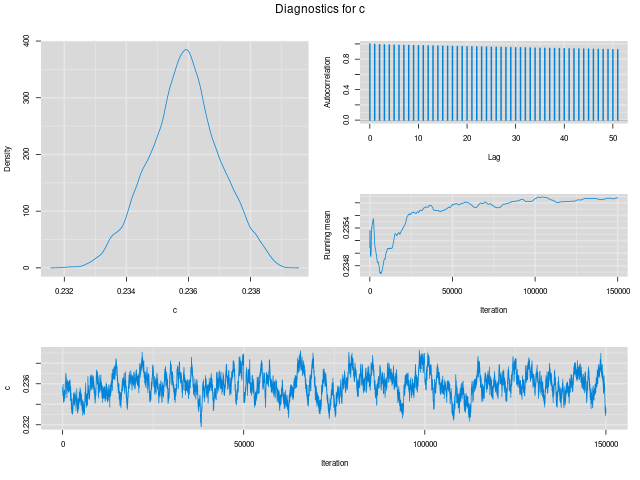 Diagnostics for c
Density
400
300
200
100
0
0.232 0.234 0.236 0.238
c
Autocorrelation
0.8
0.4
0.0
0 10 20 30 40 50
Lag
Running mean
0.2354
0.2348
0 50000 100000 150000
Iteration
c
0.236
0.232
0 50000 100000 150000
Iteration